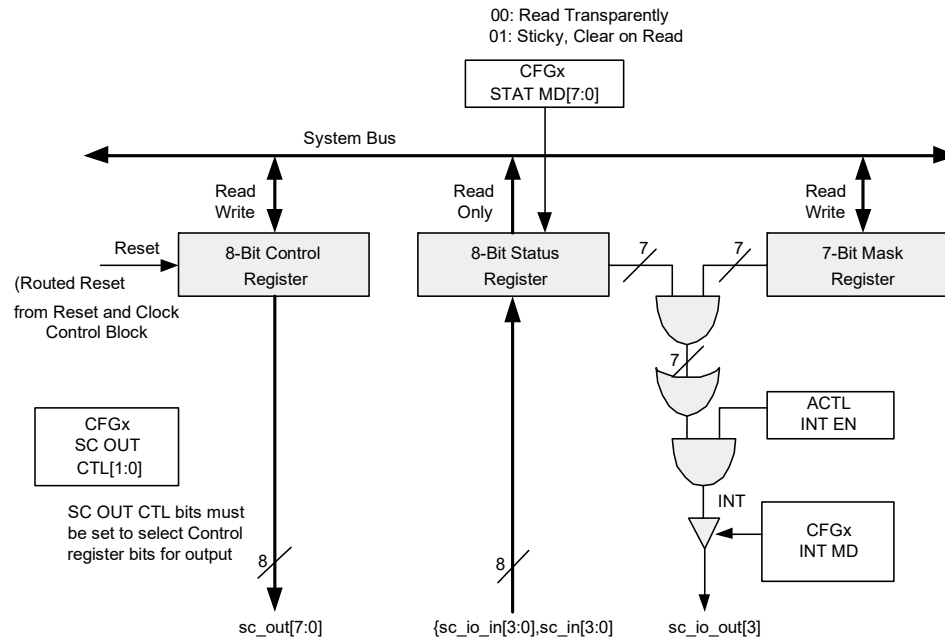 00: Read Transparently
01: Sticky, Clear on Read
CFGx
STAT MD[7:0]
System Bus
Read
Write
Read
Only
Read
Write
Reset
(Routed Reset
from Reset and Clock
Control Block
8-Bit Control
Register
8-Bit Status
Register
7
7
7-Bit Mask
Register
7
ACTL
INT EN
CFGx
SC OUT
CTL[1:0]
SC OUT CTL bits must
be set to select Control
register bits for output
INT
CFGx
INT MD
8
8
sc_out[7:0]
{sc_io_in[3:0],sc_in[3:0]
sc_io_out[3]